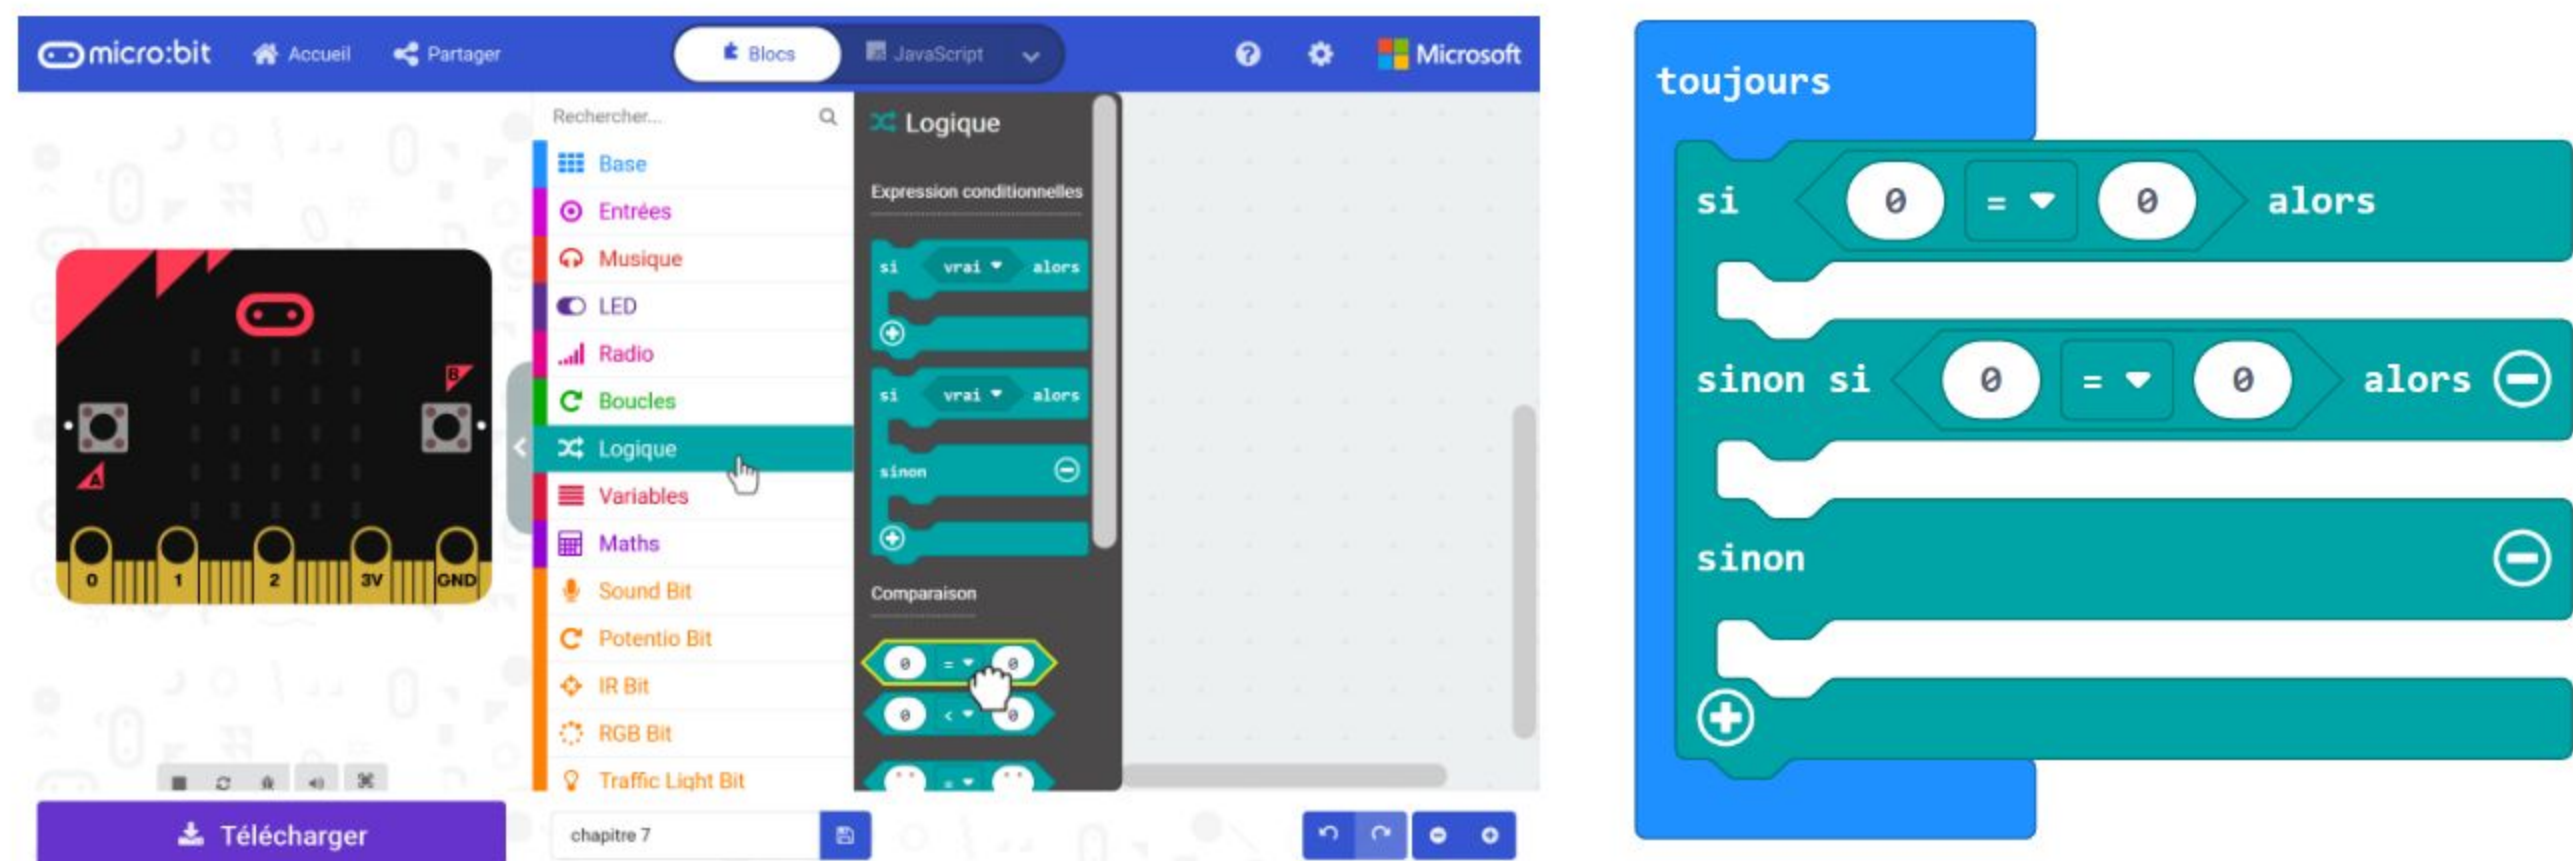 micro:bit Accueil Partager Blocs JavaScript Microsoft
Rechercher...
Base
Entrées
Musique
LED
Radio
Boucles
Logique
Variables
Maths
Sound Bit
Potentio Bit
IR Bit
RGB Bit
Traffic Light Bit
Logique
Expression conditionnelles
si vrai alors
si vrai alors
sinon
Comparaison
0 = 0
0 < 0
" " = " "
B
A
0 1 2 3V GND
Télécharger
chapitre 7
toujours
si 0 = 0 alors
sinon si 0 = 0 alors
sinon